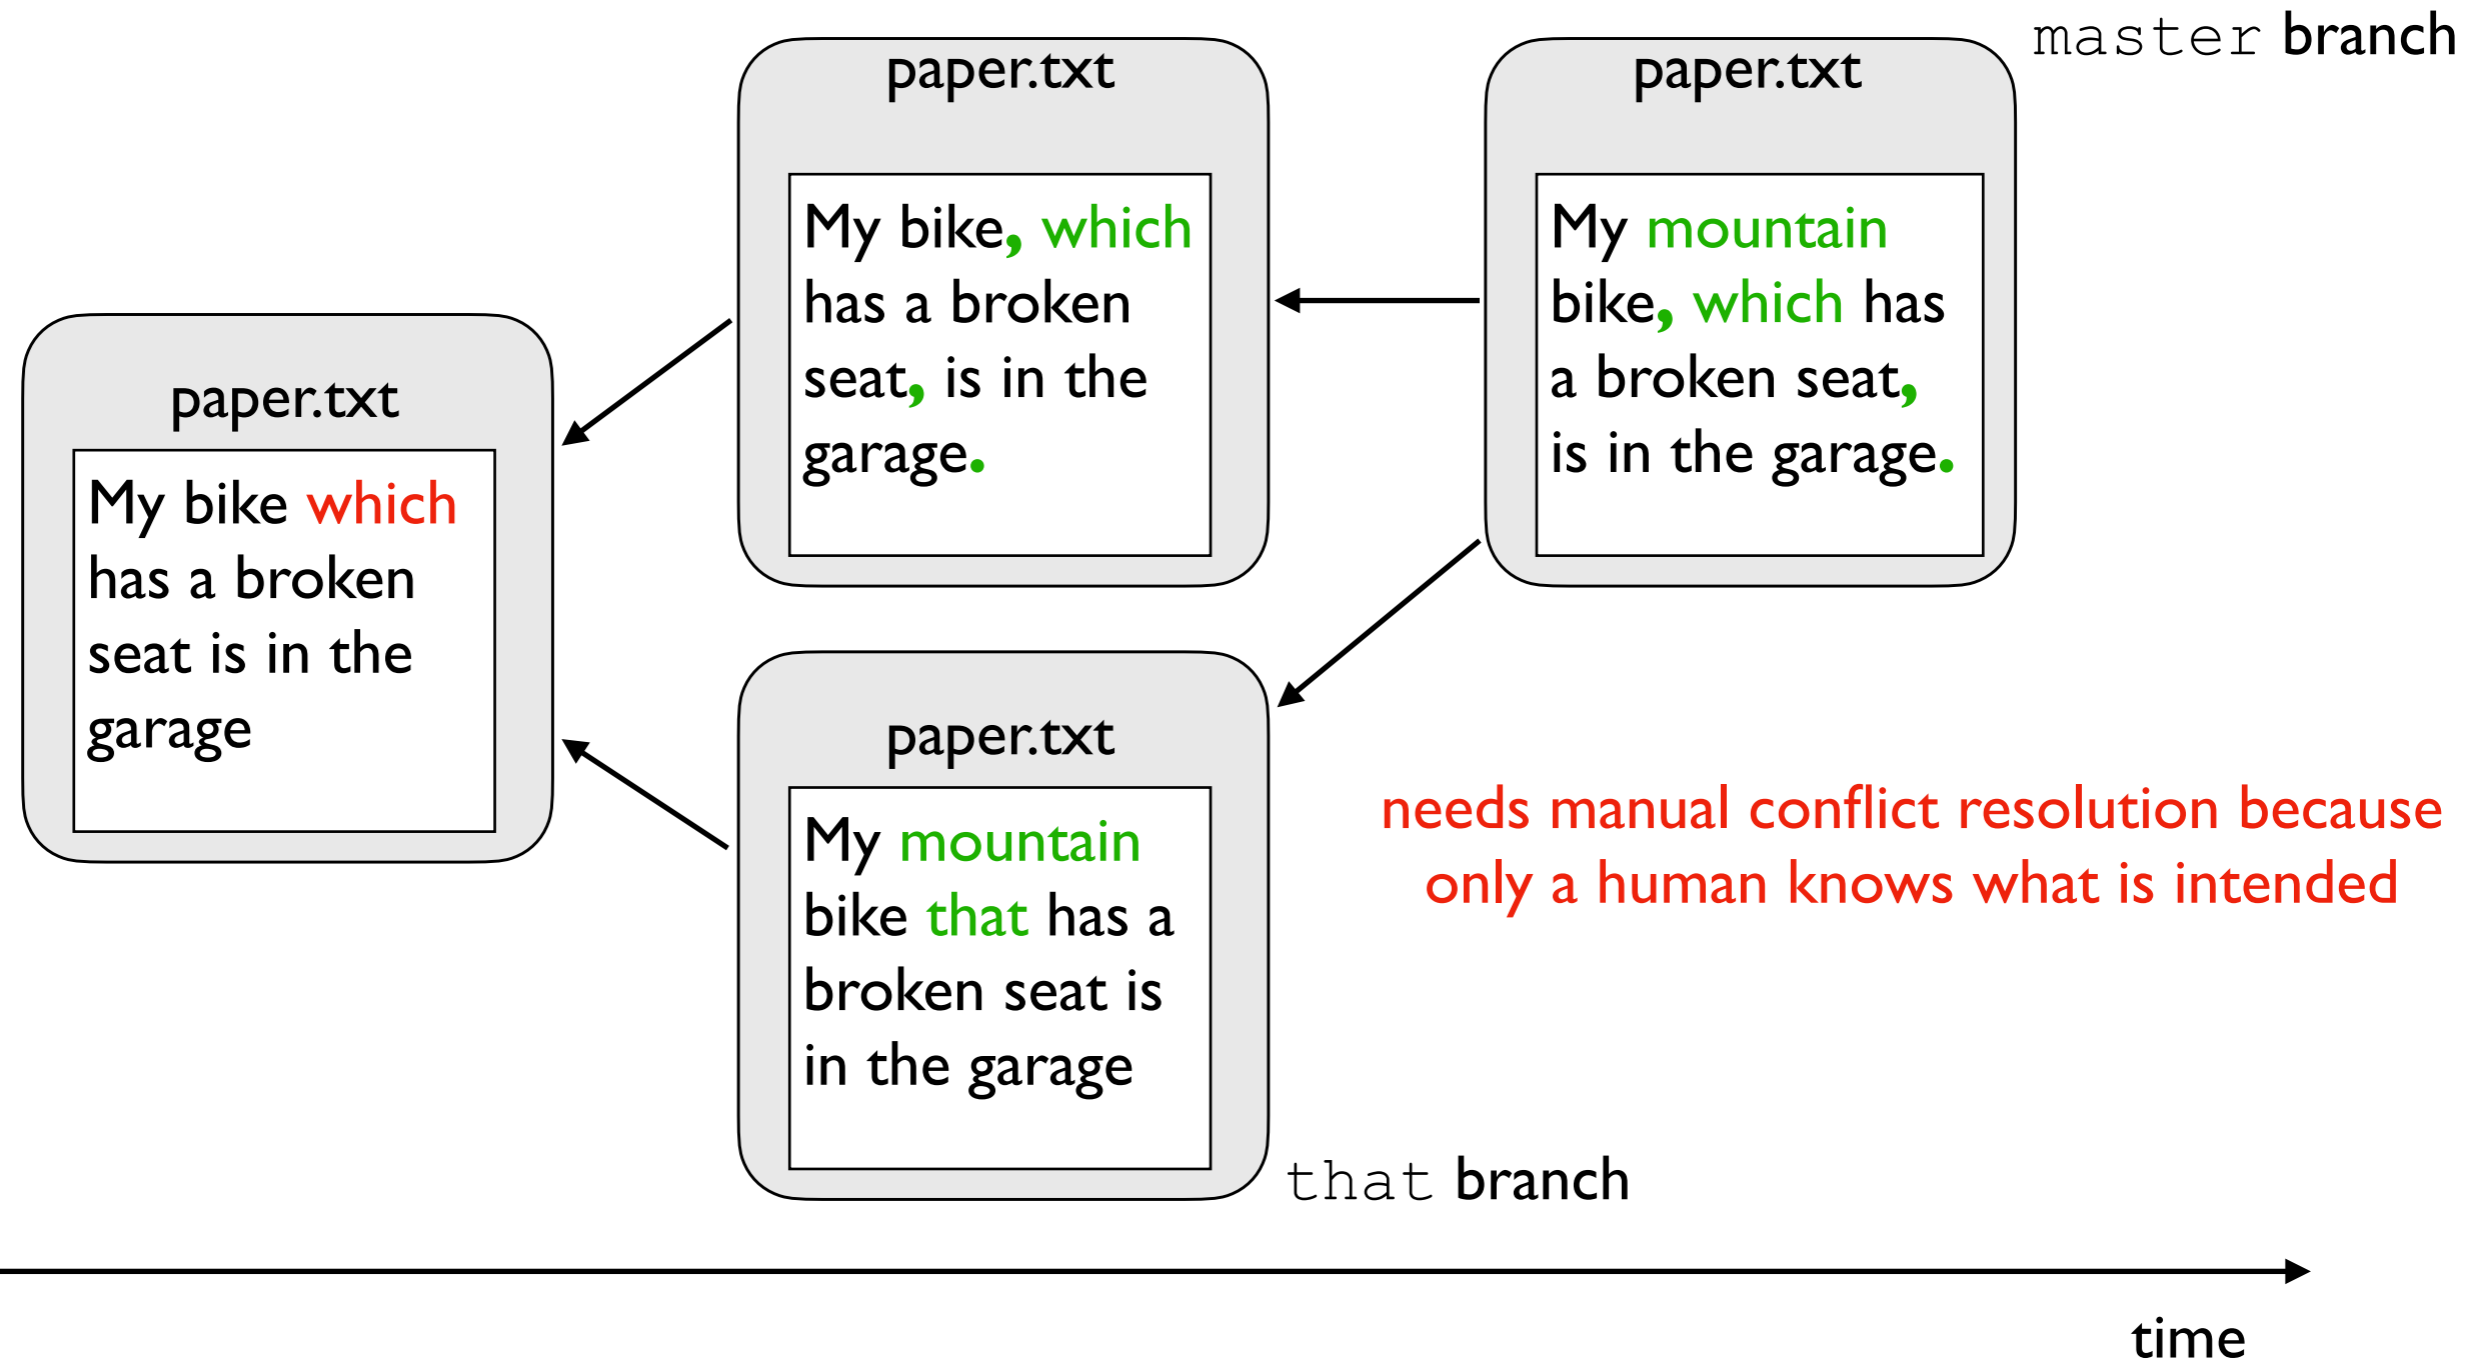 master branch
paper.txt
My bike, which
has a broken
seat, is in the
garage.
paper.txt
My mountain
bike, which has
a broken seat,
is in the garage.
paper.txt
My bike which
has a broken
seat is in the
garage
paper.txt
My mountain
bike that has a
broken seat is
in the garage
needs manual conflict resolution because
only a human knows what is intended
that branch
time